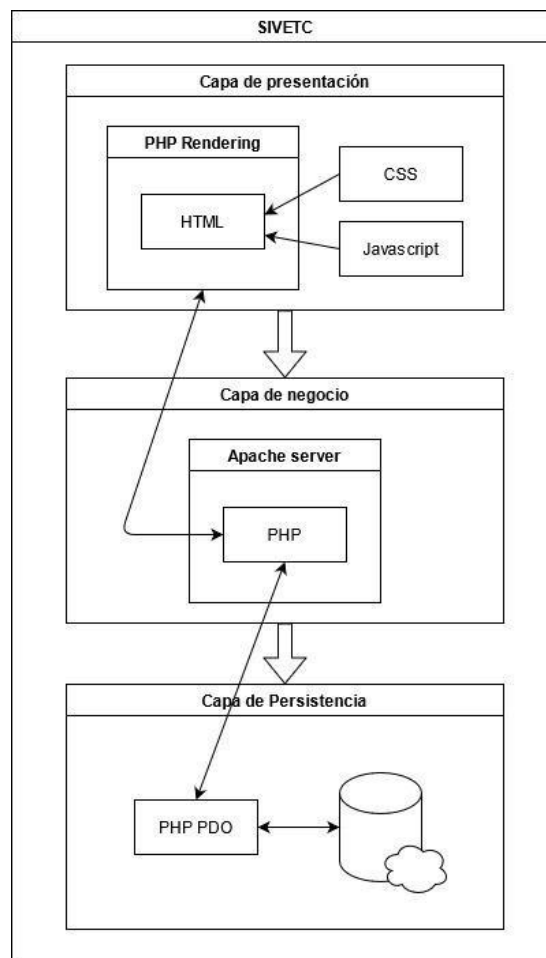 SIVETC
Capa de presentación
PHP Rendering
CSS
HTML
Javascript
Capa de negocio
Apache server
PHP
Capa de Persistencia
PHP PDO